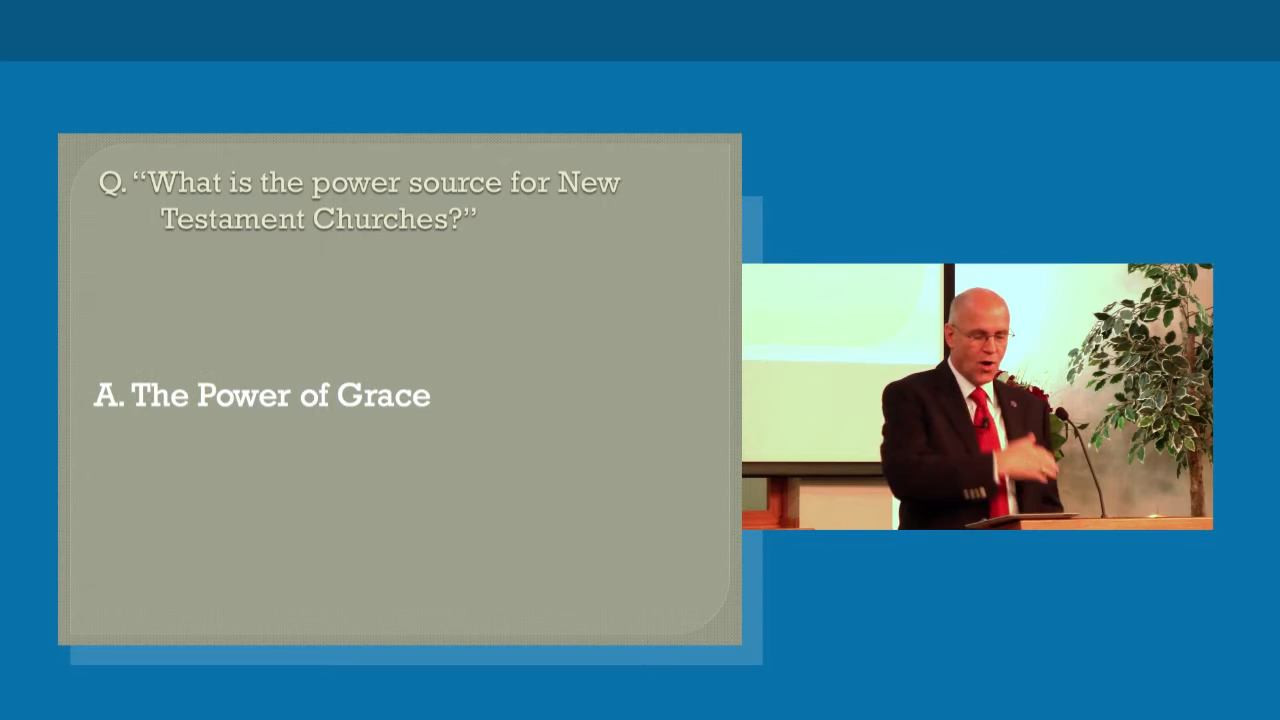 Q. “What is the power source for New
Testament Churches?”
A. The Power of Grace